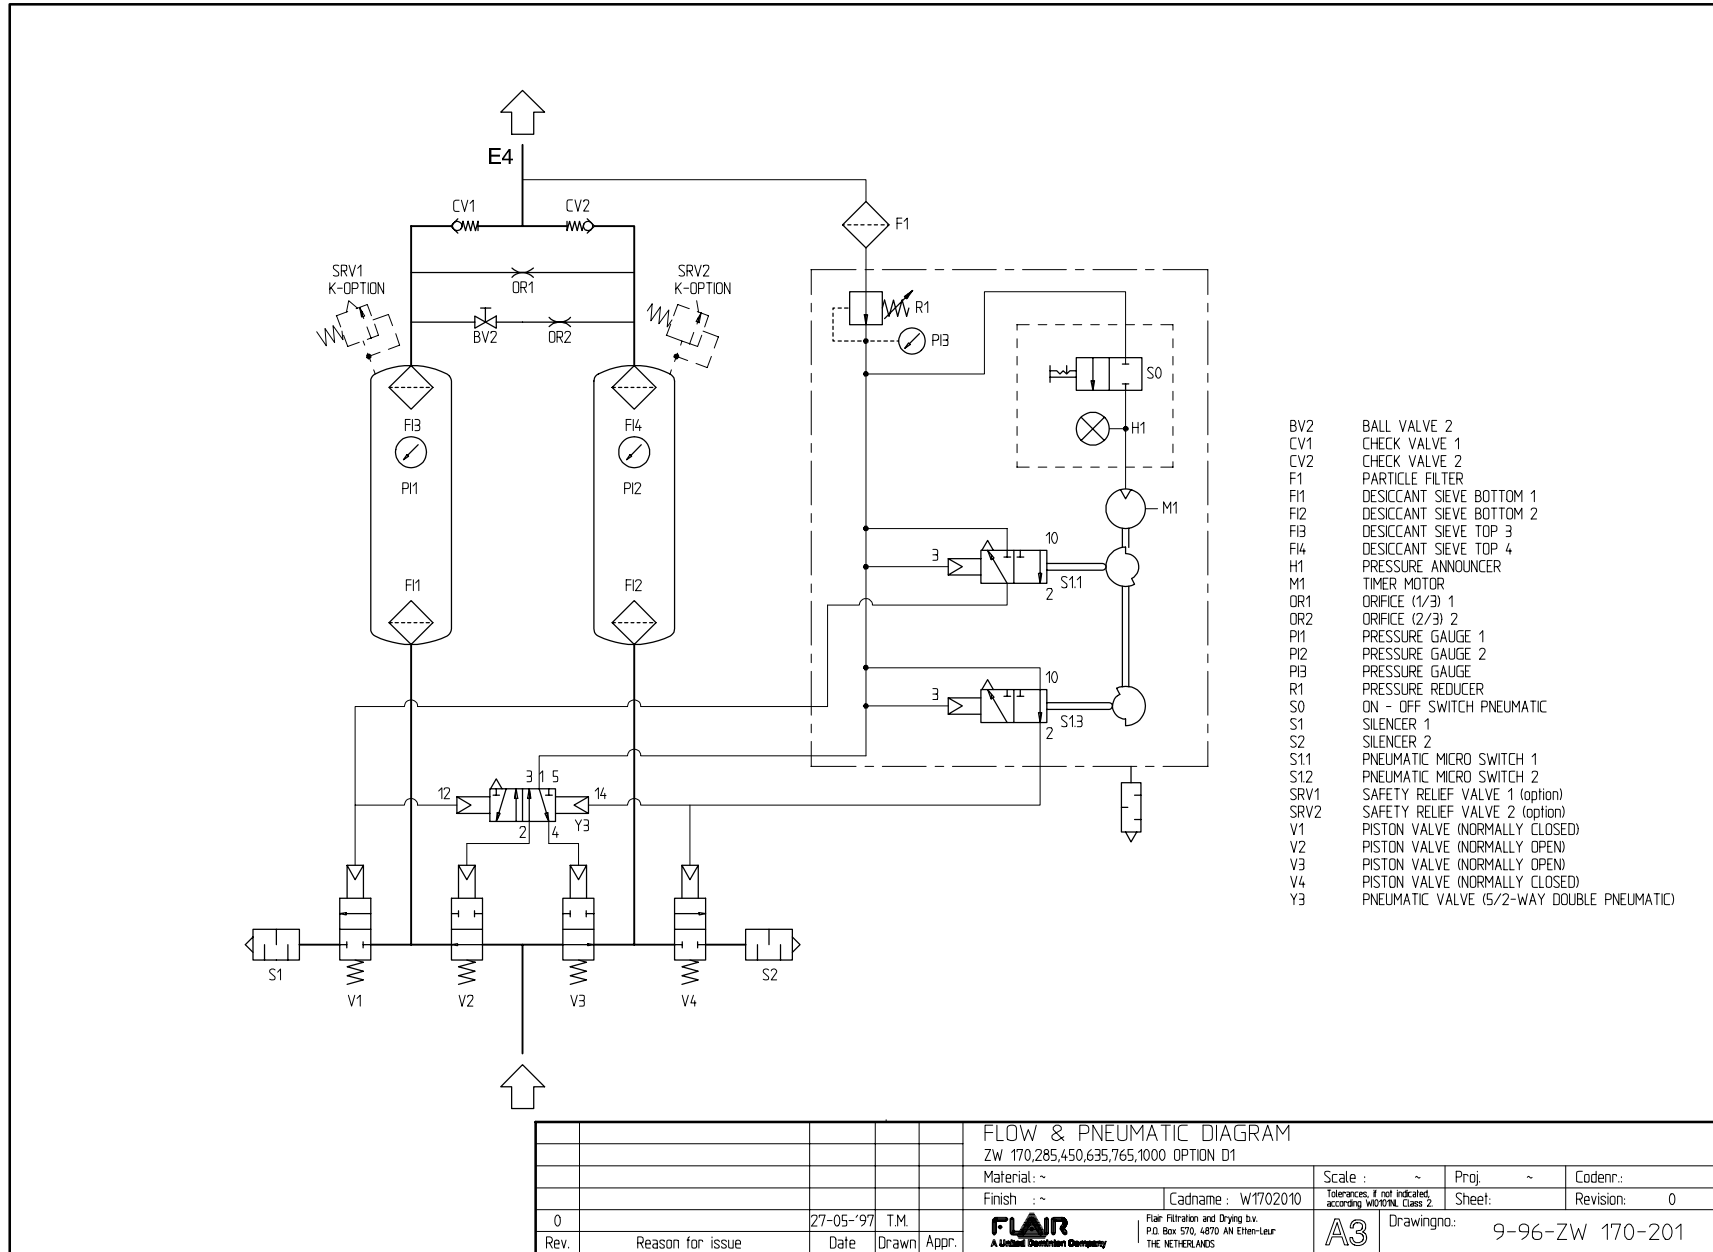 E4
CV1
CV2
F1
SRV1
K-OPTION
SRV2
K-OPTION
OR1
R1
BV2
OR2
PI3
S0
FI3
FI4
H1
PI1
PI2
M1
10
3
S1.1
2
FI1
FI2
10
3
S1.3
2
3 1 5
12
14
2
4
Y3
S1
S2
V1
V2
V3
V4
BV2 BALL VALVE 2
CV1 CHECK VALVE 1
CV2 CHECK VALVE 2
F1 PARTICLE FILTER
FI1 DESICCANT SIEVE BOTTOM 1
FI2 DESICCANT SIEVE BOTTOM 2
FI3 DESICCANT SIEVE TOP 3
FI4 DESICCANT SIEVE TOP 4
H1 PRESSURE ANNOUNCER
M1 TIMER MOTOR
OR1 ORIFICE (1/3) 1
OR2 ORIFICE (2/3) 2
PI1 PRESSURE GAUGE 1
PI2 PRESSURE GAUGE 2
PI3 PRESSURE GAUGE
R1 PRESSURE REDUCER
S0 ON - OFF SWITCH PNEUMATIC
S1 SILENCER 1
S2 SILENCER 2
S1.1 PNEUMATIC MICRO SWITCH 1
S1.2 PNEUMATIC MICRO SWITCH 2
SRV1 SAFETY RELIEF VALVE 1 (option)
SRV2 SAFETY RELIEF VALVE 2 (option)
V1 PISTON VALVE (NORMALLY CLOSED)
V2 PISTON VALVE (NORMALLY OPEN)
V3 PISTON VALVE (NORMALLY OPEN)
V4 PISTON VALVE (NORMALLY CLOSED)
Y3 PNEUMATIC VALVE (5/2-WAY DOUBLE PNEUMATIC)
FLOW & PNEUMATIC DIAGRAM
ZW 170,285,450,635,765,1000 OPTION D1
Material : ~
Scale : ~
Proj. ~
Codenr.:
Finish : ~
Cadname : W1702010
Tolerances, if not indicated,
according WI0101NL Class 2.
Sheet:
Revision: 0
0 27-05-'97 T.M.
Rev. Reason for issue Date Drawn Appr.
FLAIR
A United Dominion Company
Flair Filtration and Drying b.v.
P.O. Box 570, 4870 AN Etten-Leur
THE NETHERLANDS
A3
Drawingno.: 9-96-ZW 170-201